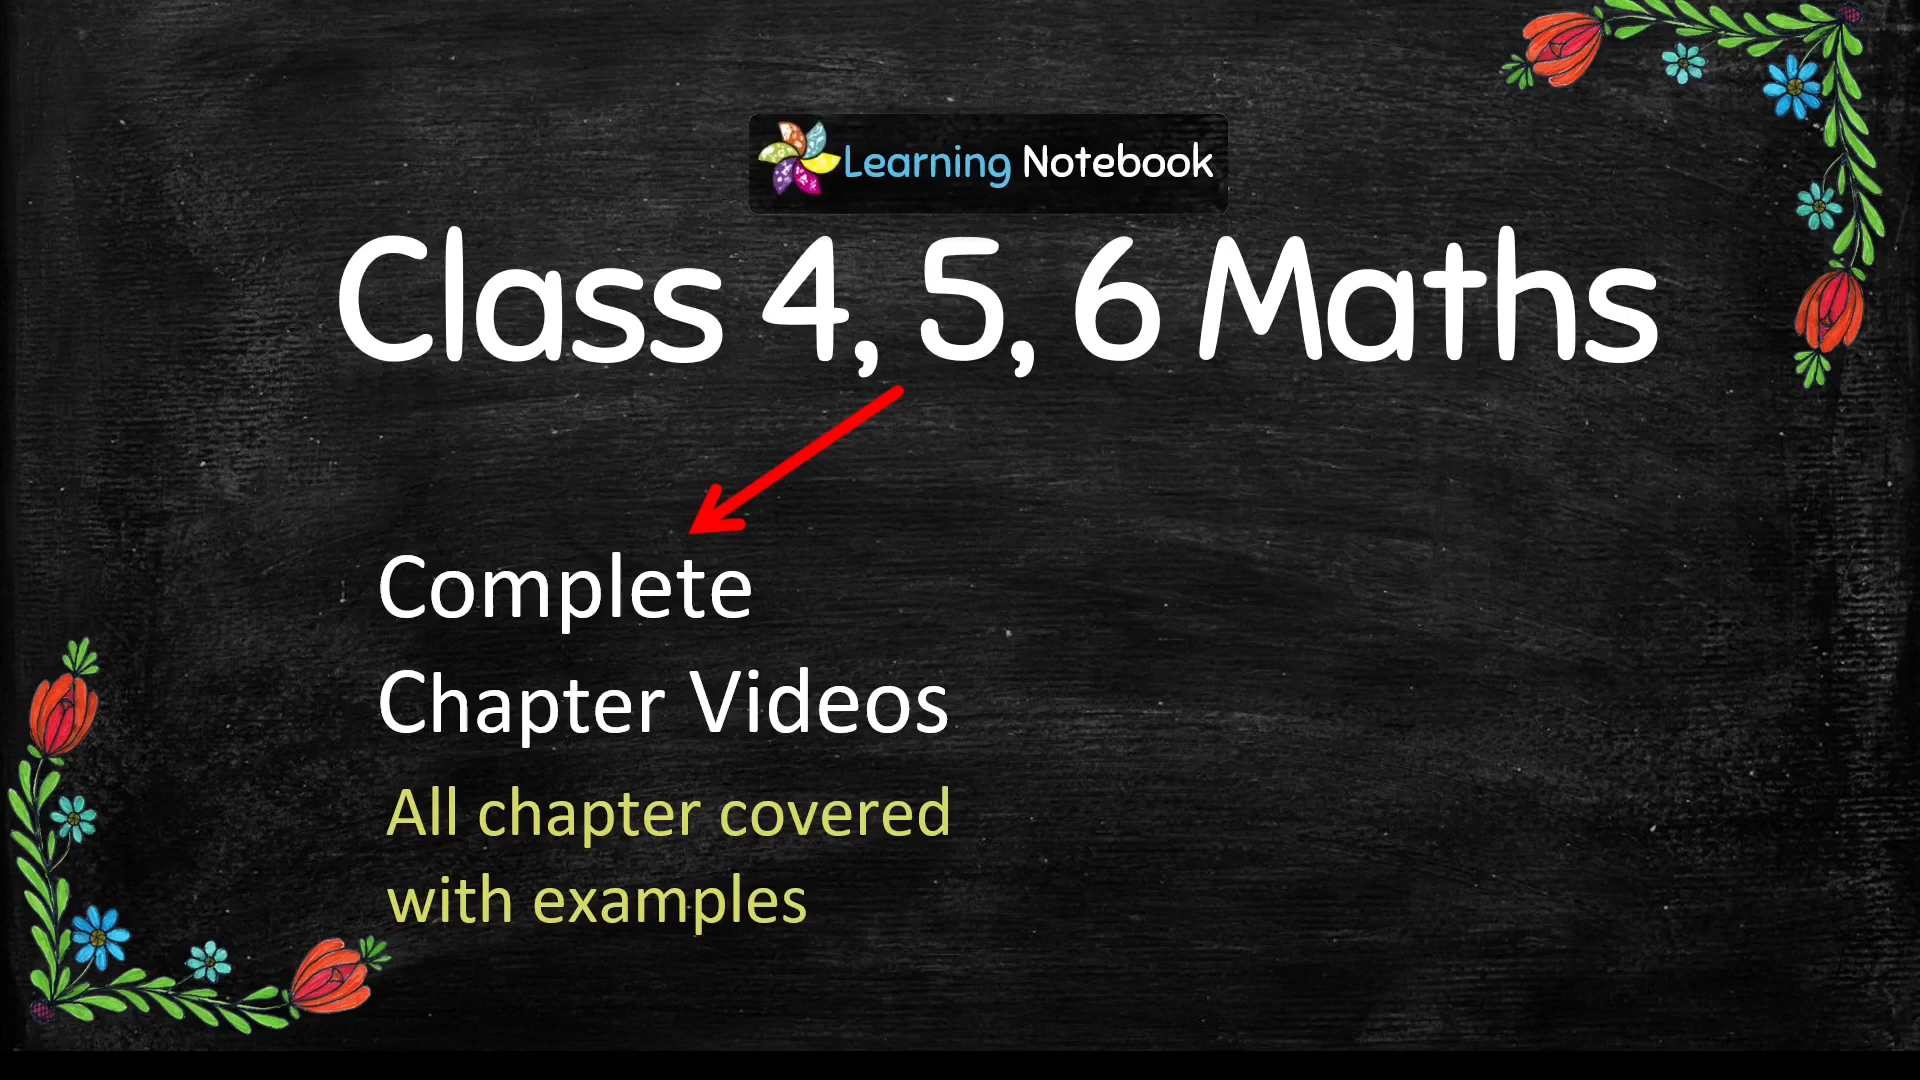 Learning Notebook
Class 4, 5, 6 Maths
Complete
Chapter Videos
All chapter covered
with examples